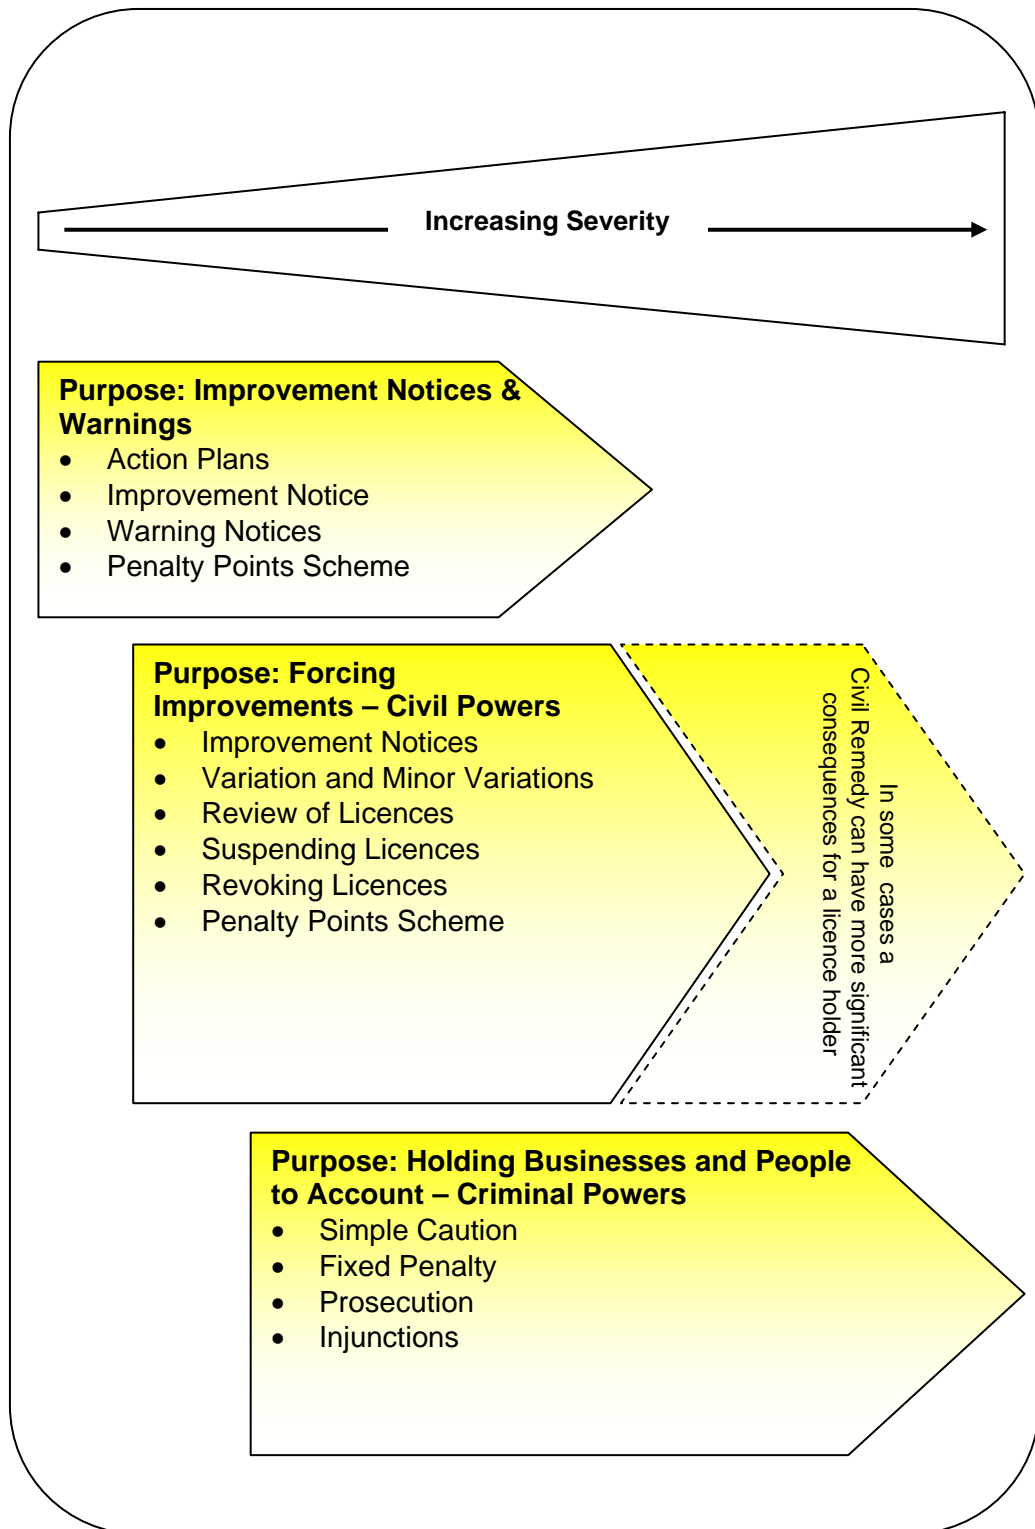 Increasing Severity
Purpose: Improvement Notices &
Warnings
• Action Plans
• Improvement Notice
• Warning Notices
• Penalty Points Scheme
Purpose: Forcing
Improvements – Civil Powers
• Improvement Notices
• Variation and Minor Variations
• Review of Licences
• Suspending Licences
• Revoking Licences
• Penalty Points Scheme
In some cases a
Civil Remedy can have more significant
consequences for a licence holder
Purpose: Holding Businesses and People
to Account – Criminal Powers
• Simple Caution
• Fixed Penalty
• Prosecution
• Injunctions